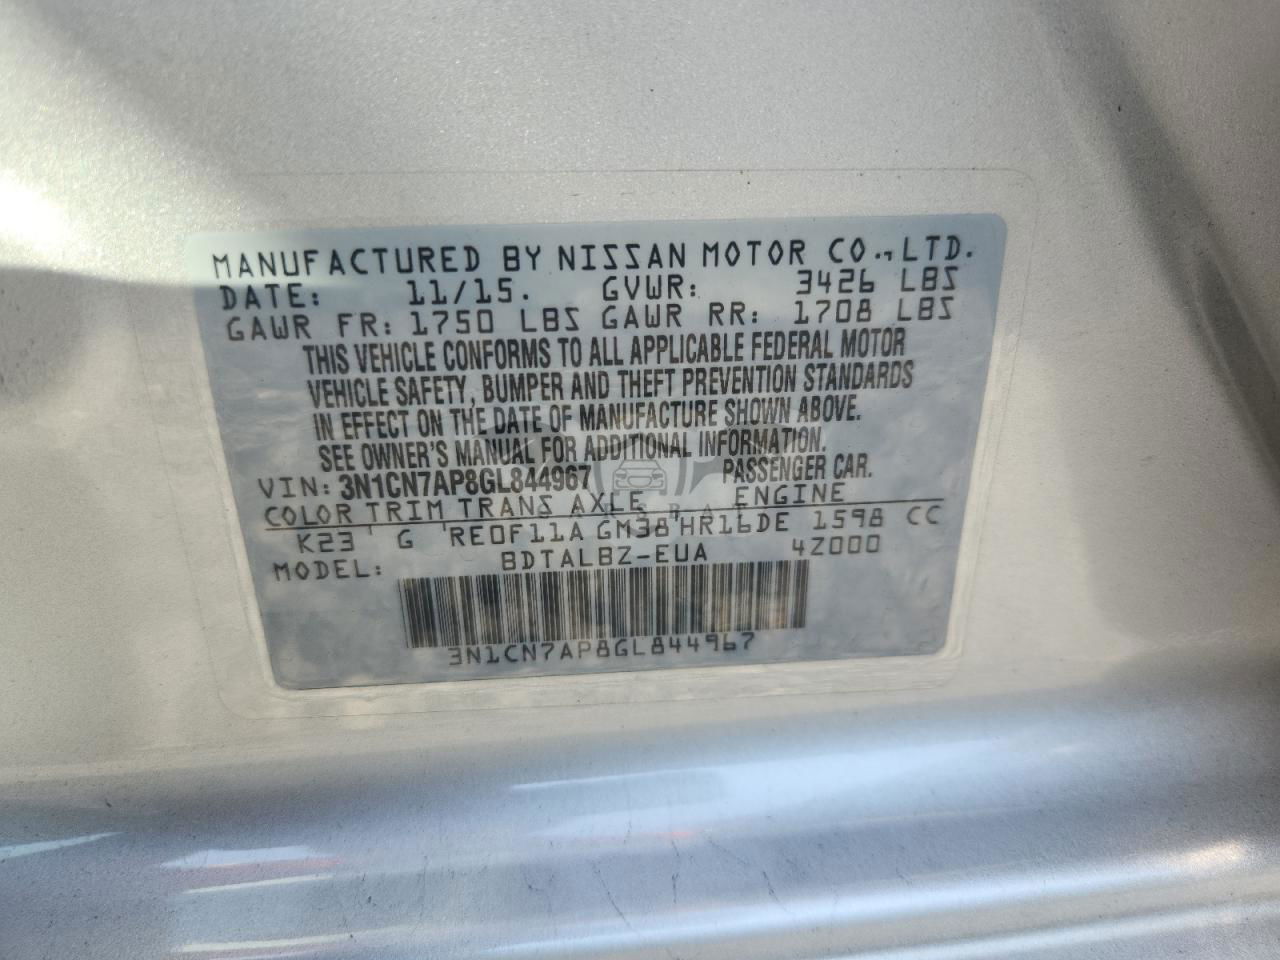 MANUFACTURED BY NISSAN MOTOR CO.,LTD.
DATE: 11/15. GVWR: 3426 LBS
GAWR FR: 1750 LBS GAWR RR: 1708 LBS
THIS VEHICLE CONFORMS TO ALL APPLICABLE FEDERAL MOTOR
VEHICLE SAFETY, BUMPER AND THEFT PREVENTION STANDARDS
IN EFFECT ON THE DATE OF MANUFACTURE SHOWN ABOVE.
SEE OWNER'S MANUAL FOR ADDITIONAL INFORMATION.
VIN: 3N1CN7AP8GL844967 PASSENGER CAR.
COLOR TRIM TRANS AXLE ENGINE
K23 G RE0F11A GM38 HR16DE 1598 CC
MODEL: BDTALBZ-EUA 4Z000
3N1CN7AP8GL844967